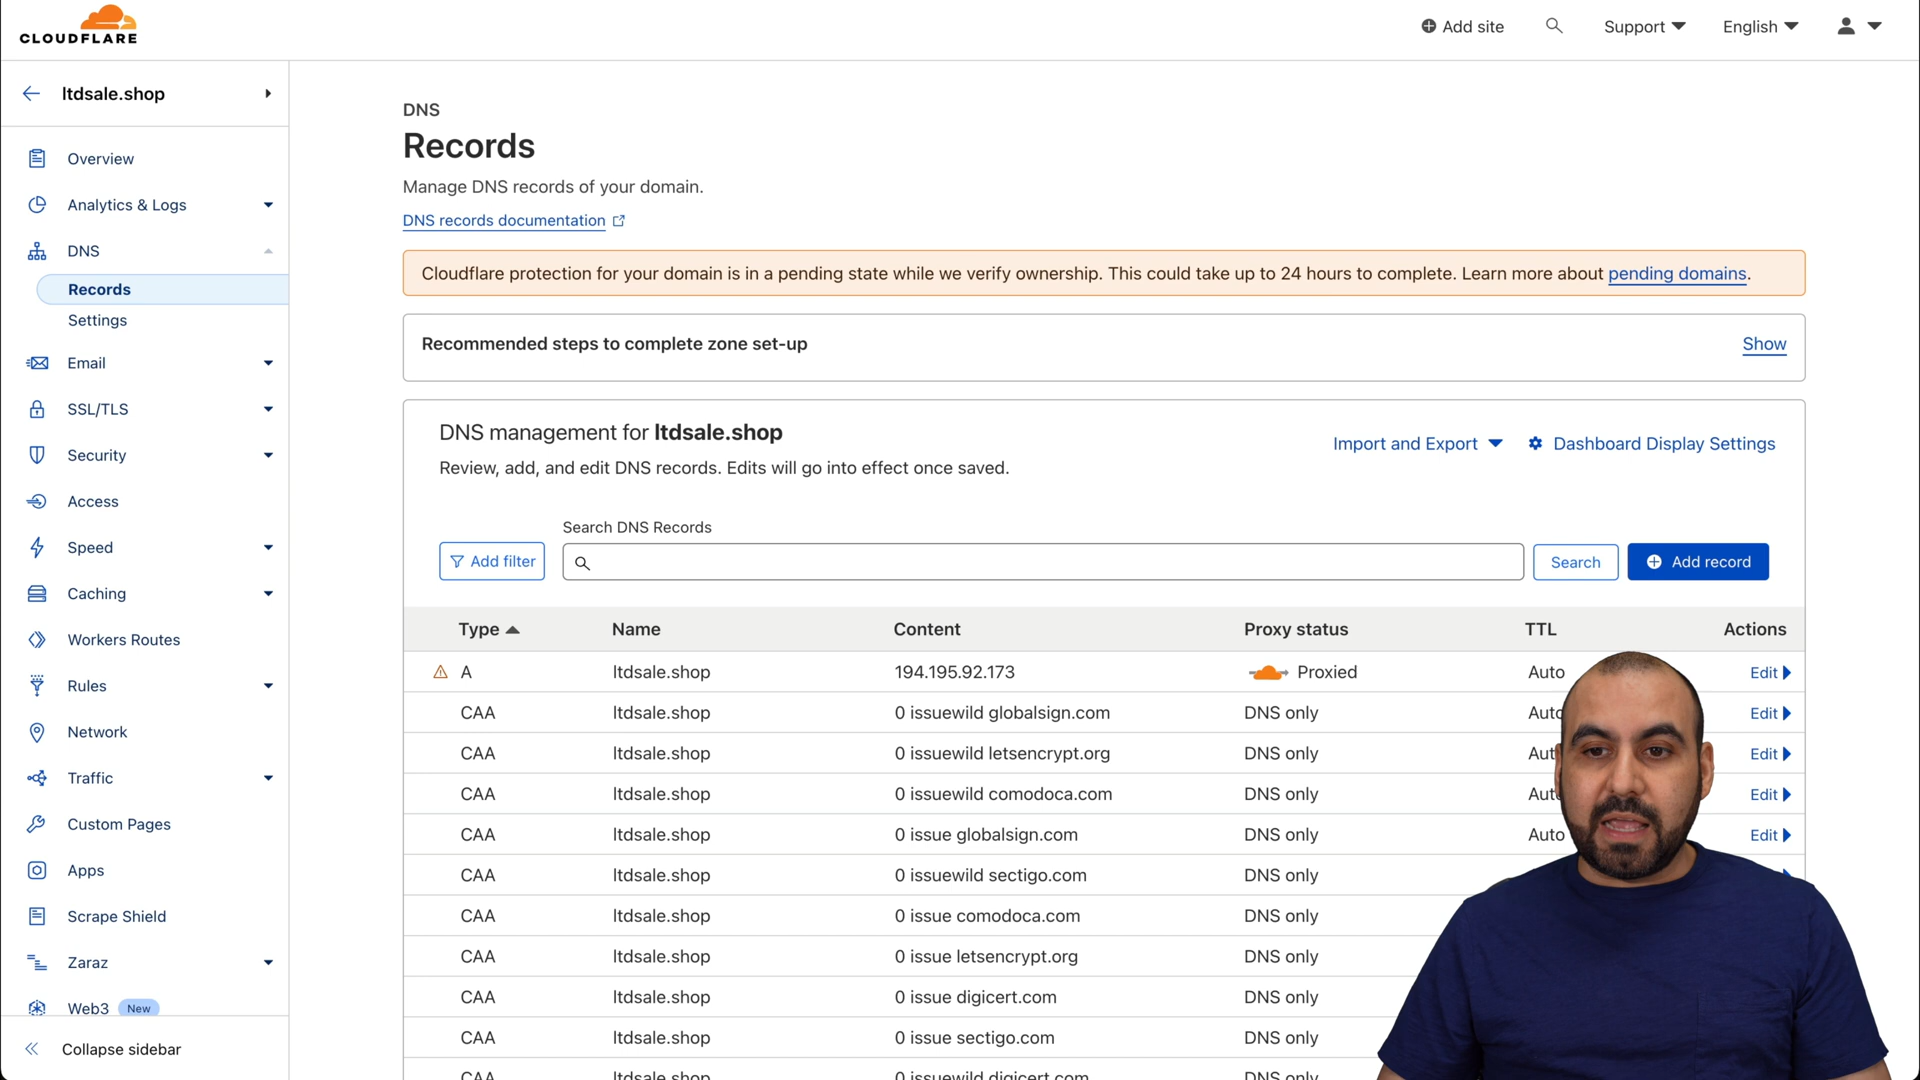 CLOUDFLARE
Add site
Support
English
ltdsale.shop
Overview
Analytics & Logs
DNS
Records
Settings
Email
SSL/TLS
Security
Access
Speed
Caching
Workers Routes
Rules
Network
Traffic
Custom Pages
Apps
Scrape Shield
Zaraz
Web3 New
Collapse sidebar
DNS
Records
Manage DNS records of your domain.
DNS records documentation
Cloudflare protection for your domain is in a pending state while we verify ownership. This could take up to 24 hours to complete. Learn more about pending domains.
Recommended steps to complete zone set-up Show
DNS management for ltdsale.shop
Review, add, and edit DNS records. Edits will go into effect once saved.
Import and Export Dashboard Display Settings
Search DNS Records
Add filter Search Add record
Type Name Content Proxy status TTL Actions
A ltdsale.shop 194.195.92.173 Proxied Auto Edit
CAA ltdsale.shop 0 issuewild globalsign.com DNS only Auto Edit
CAA ltdsale.shop 0 issuewild letsencrypt.org DNS only Edit
CAA ltdsale.shop 0 issuewild comodoca.com DNS only Edit
CAA ltdsale.shop 0 issue globalsign.com DNS only Auto Edit
CAA ltdsale.shop 0 issuewild sectigo.com DNS only
CAA ltdsale.shop 0 issue comodoca.com DNS only
CAA ltdsale.shop 0 issue letsencrypt.org DNS only
CAA ltdsale.shop 0 issue digicert.com DNS only
CAA ltdsale.shop 0 issue sectigo.com DNS only
CAA ltdsale.shop 0 issuewild digicert.com DNS only